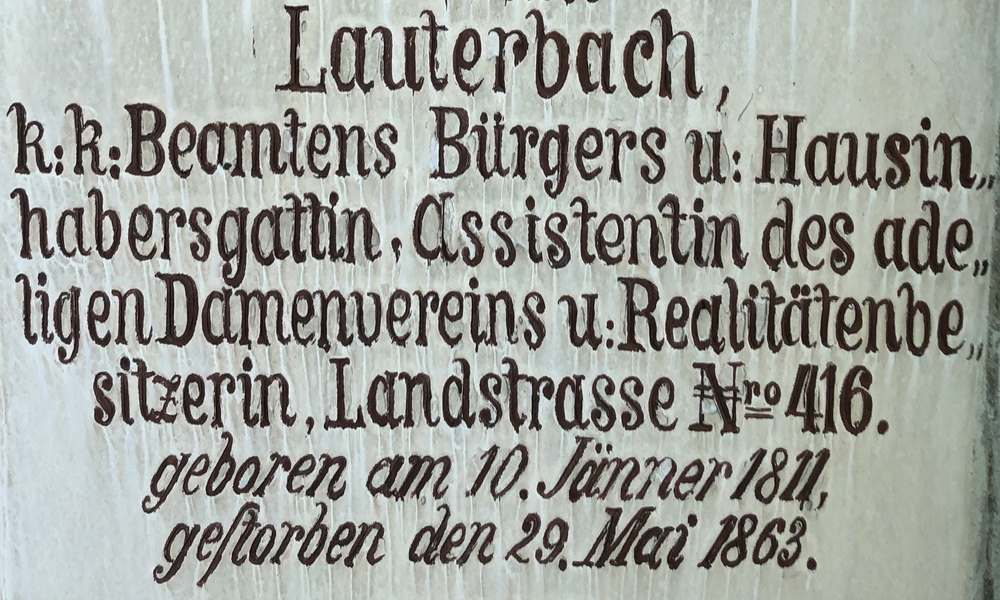 Lauterbach,
k:k:Beamtens Bürgers u: Hausin„
habersgattin, Assistentin des ade„
ligen Damenvereins u: Realitätenbe„
sitzerin, Landstrasse Nro 416.
geboren am 10. Jänner 1811,
geſtorben den 29. Mai 1863.